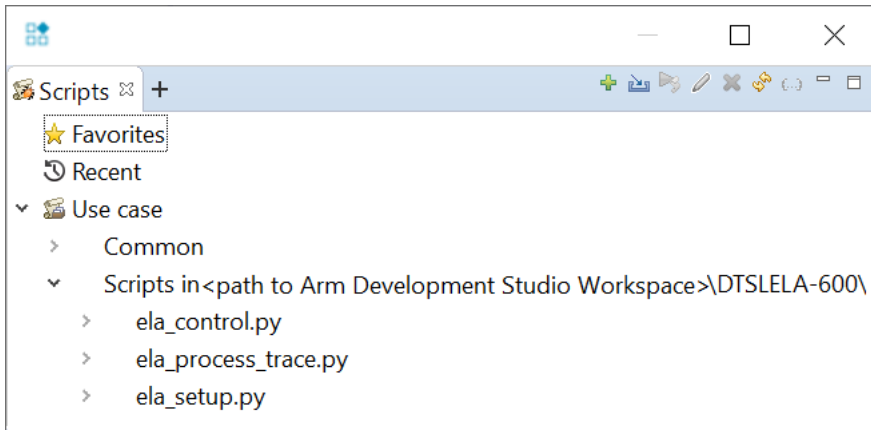 Scripts
Favorites
Recent
Use case
Common
Scripts in<path to Arm Development Studio Workspace>\DTSLELA-600\
ela_control.py
ela_process_trace.py
ela_setup.py